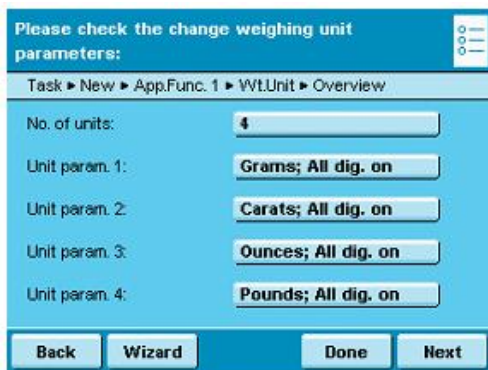 Please check the change weighing unit
parameters:
Task ▸ New ▸ App.Func. 1 ▸ Wt.Unit ▸ Overview
No. of units: 4
Unit param. 1: Grams; All dig. on
Unit param. 2: Carats; All dig. on
Unit param. 3: Ounces; All dig. on
Unit param. 4: Pounds; All dig. on
Back Wizard Done Next